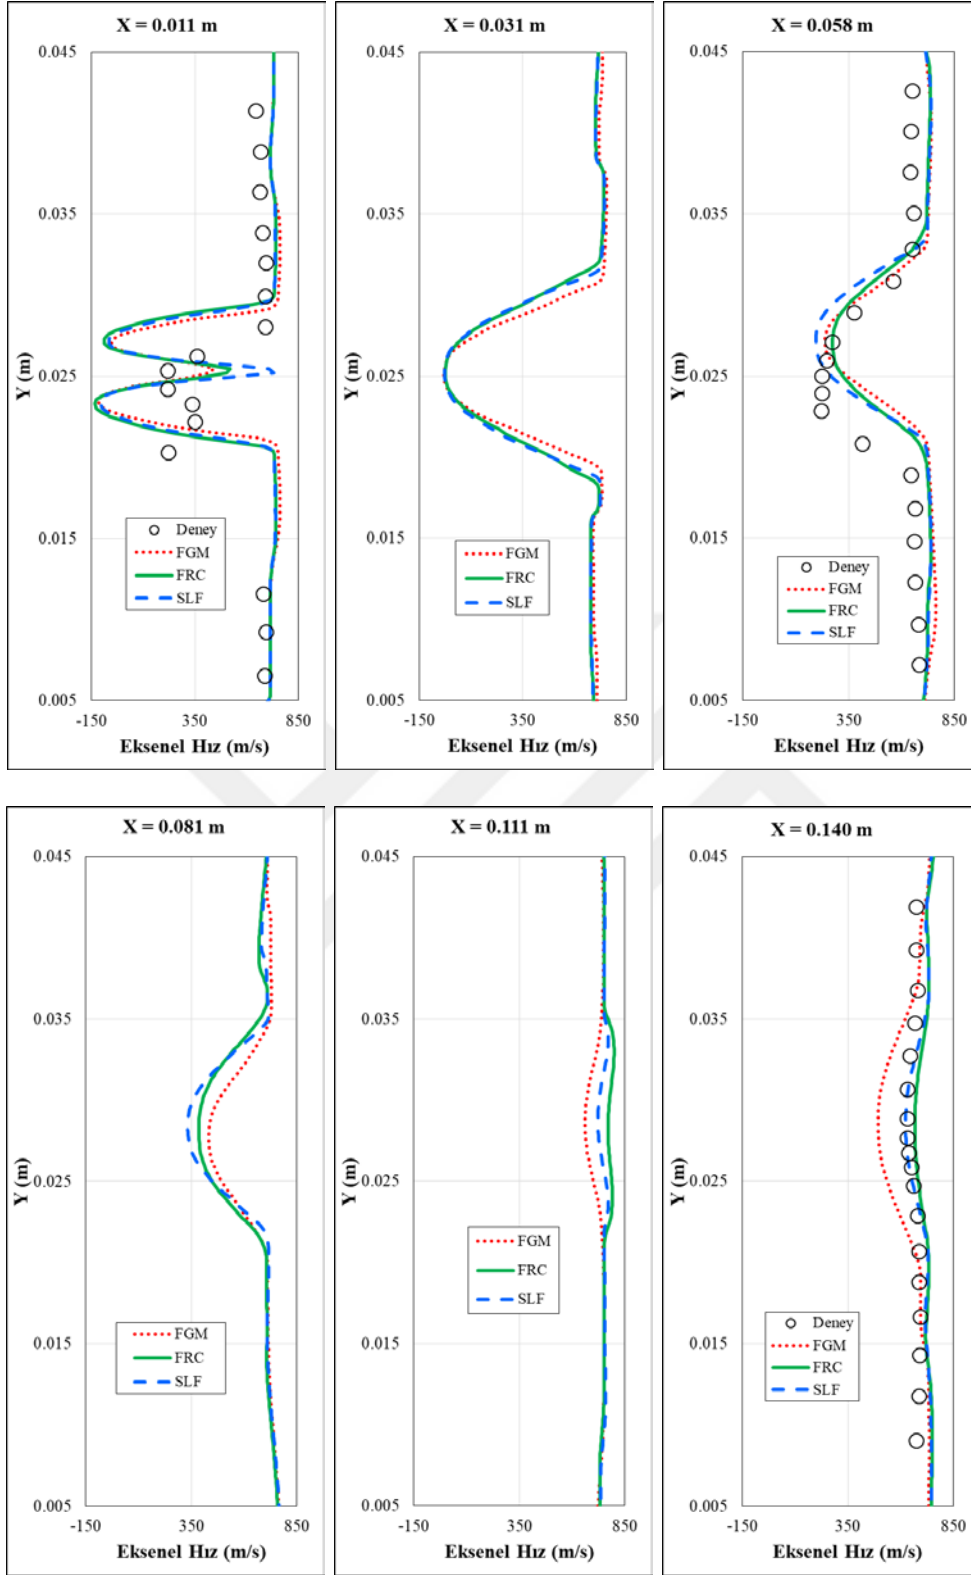 X = 0.011 m
0.045
0.035
0.025
0.015
0.005
Y (m)
Deney
FGM
FRC
SLF
-150 350 850
Eksenel Hız (m/s)
X = 0.031 m
0.045
0.035
0.025
0.015
0.005
Y (m)
FGM
FRC
SLF
-150 350 850
Eksenel Hız (m/s)
X = 0.058 m
0.045
0.035
0.025
0.015
0.005
Y (m)
Deney
FGM
FRC
SLF
-150 350 850
Eksenel Hız (m/s)
X = 0.081 m
0.045
0.035
0.025
0.015
0.005
Y (m)
FGM
FRC
SLF
-150 350 850
Eksenel Hız (m/s)
X = 0.111 m
0.045
0.035
0.025
0.015
0.005
Y (m)
FGM
FRC
SLF
-150 350 850
Eksenel Hız (m/s)
X = 0.140 m
0.045
0.035
0.025
0.015
0.005
Y (m)
Deney
FGM
FRC
SLF
-150 350 850
Eksenel Hız (m/s)